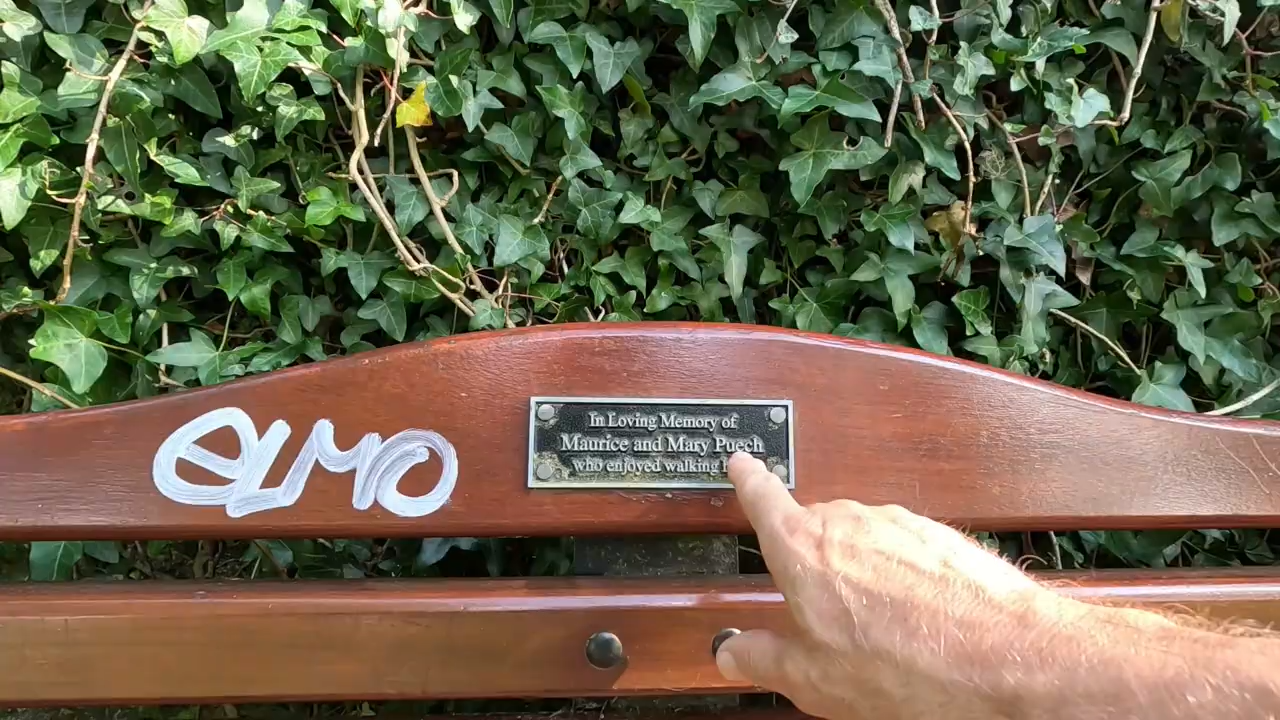 eLMO
In Loving Memory of
Maurice and Mary Puech
who enjoyed walking